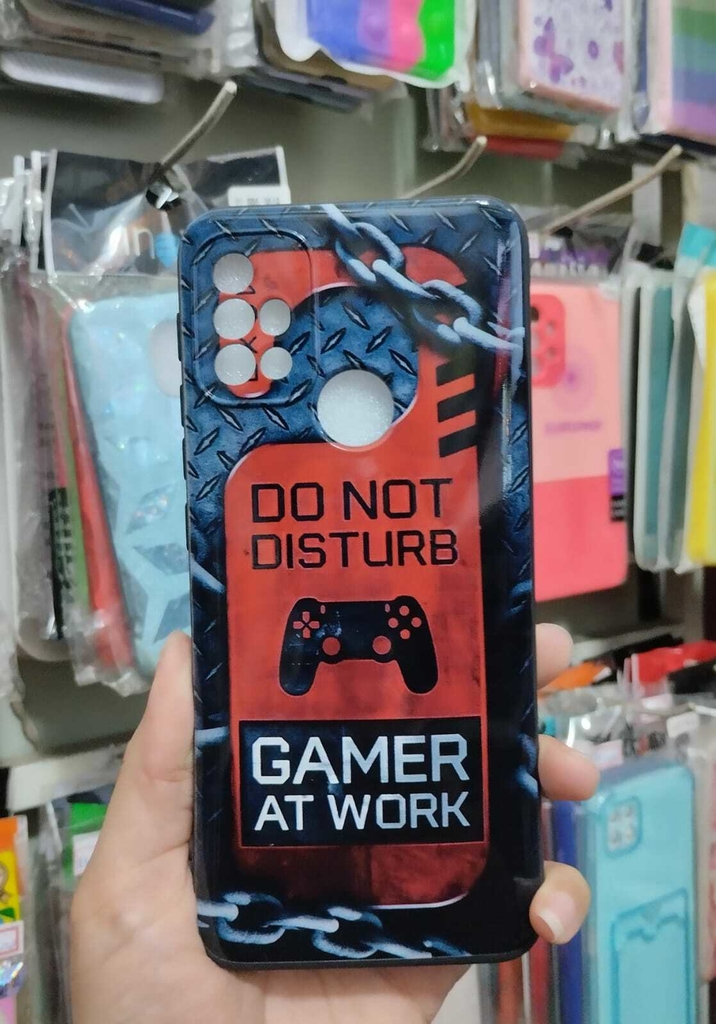 DO NOT
DISTURB
GAMER
AT WORK